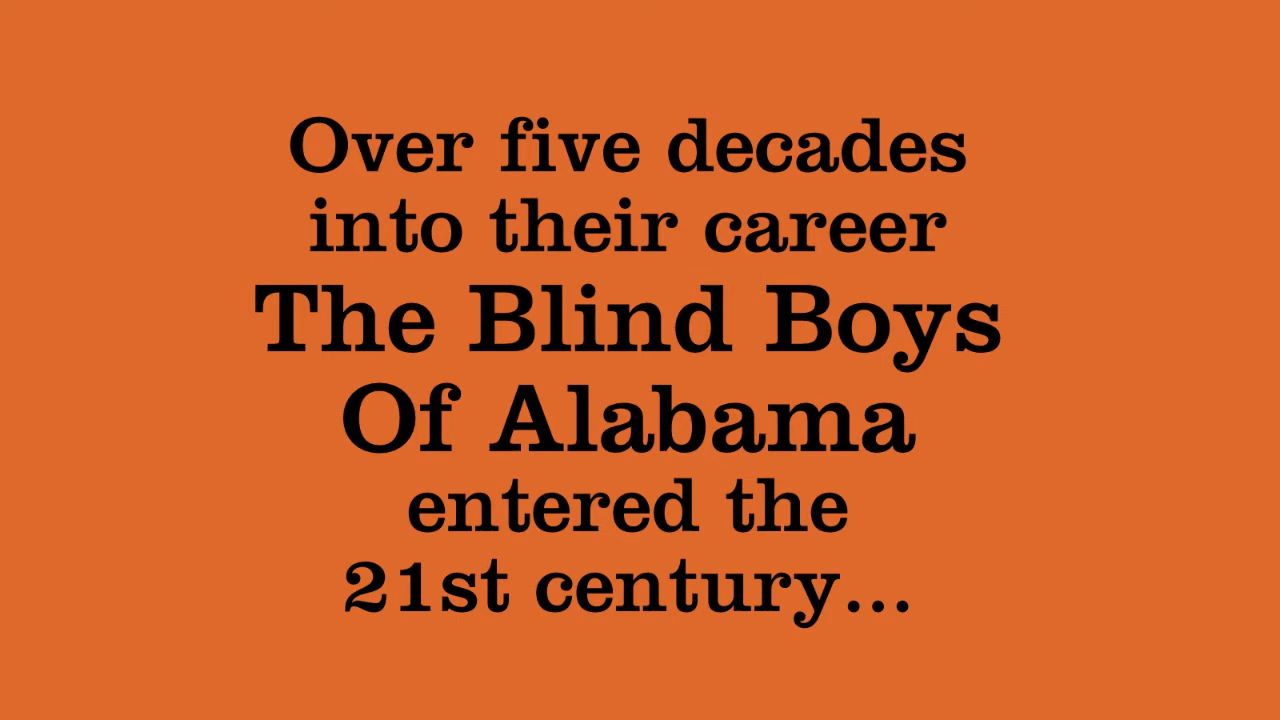 Over five decades
into their career
The Blind Boys
Of Alabama
entered the
21st century...